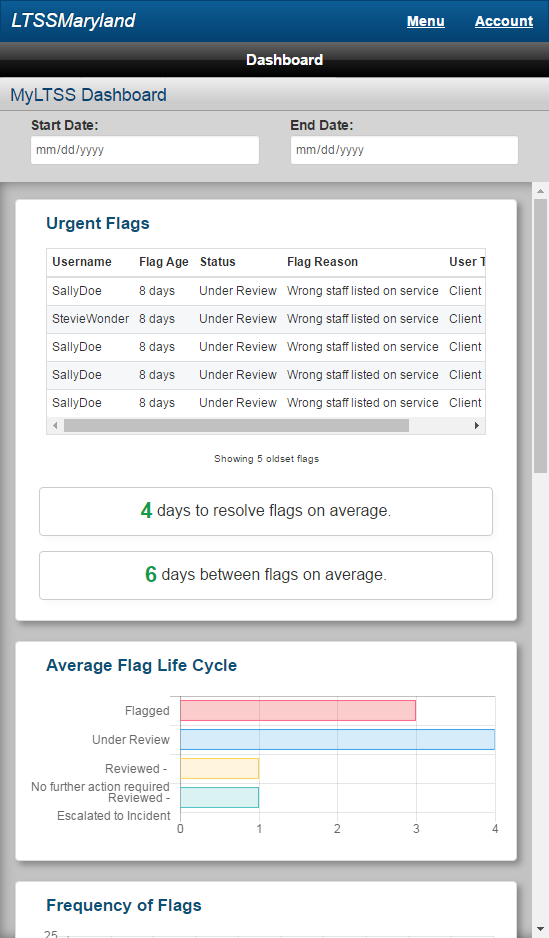 LTSSMaryland Menu Account
Dashboard
MyLTSS Dashboard
Start Date: End Date:
mm/dd/yyyy mm/dd/yyyy
Urgent Flags
Username Flag Age Status Flag Reason User T
SallyDoe 8 days Under Review Wrong staff listed on service Client
StevieWonder 8 days Under Review Wrong staff listed on service Client
SallyDoe 8 days Under Review Wrong staff listed on service Client
SallyDoe 8 days Under Review Wrong staff listed on service Client
SallyDoe 8 days Under Review Wrong staff listed on service Client
Showing 5 oldset flags
4 days to resolve flags on average.
6 days between flags on average.
Average Flag Life Cycle
Flagged
Under Review
Reviewed -
No further action required
Reviewed -
Escalated to Incident
0 1 2 3 4
Frequency of Flags
25